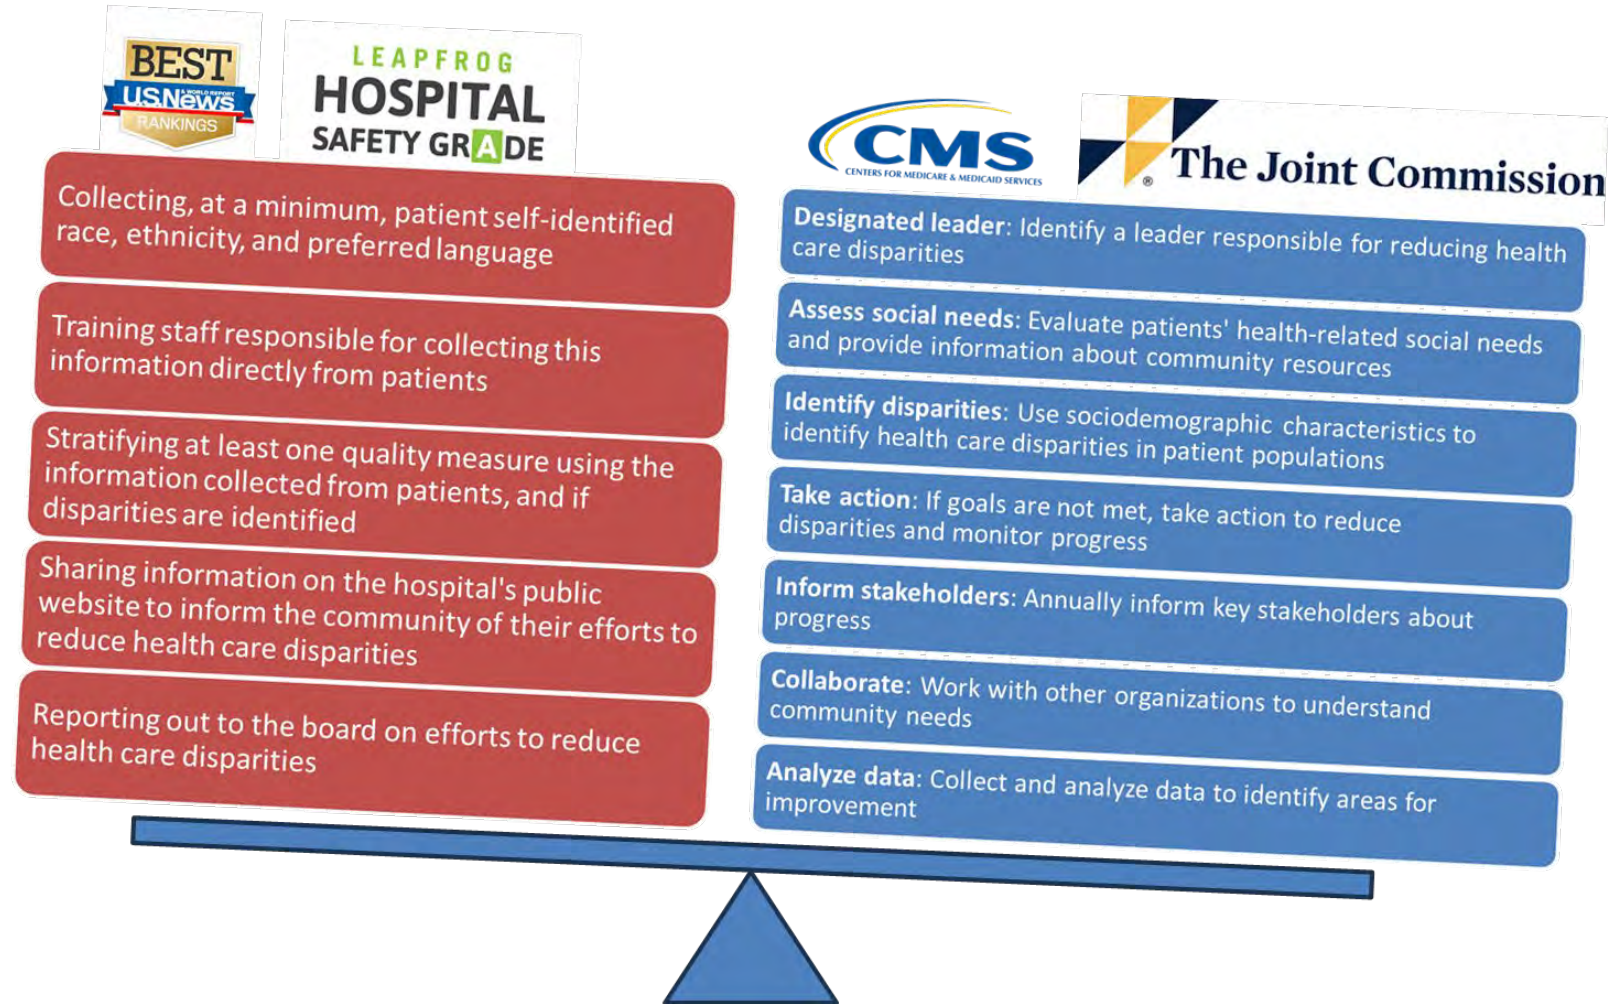 BEST
U.S.News
& WORLD REPORT
RANKINGS
LEAPFROG
HOSPITAL
SAFETY GRADE
Collecting, at a minimum, patient self-identified
race, ethnicity, and preferred language
Training staff responsible for collecting this
information directly from patients
Stratifying at least one quality measure using the
information collected from patients, and if
disparities are identified
Sharing information on the hospital's public
website to inform the community of their efforts to
reduce health care disparities
Reporting out to the board on efforts to reduce
health care disparities
CMS
CENTERS FOR MEDICARE & MEDICAID SERVICES
® The Joint Commission
Designated leader: Identify a leader responsible for reducing health
care disparities
Assess social needs: Evaluate patients' health-related social needs
and provide information about community resources
Identify disparities: Use sociodemographic characteristics to
identify health care disparities in patient populations
Take action: If goals are not met, take action to reduce
disparities and monitor progress
Inform stakeholders: Annually inform key stakeholders about
progress
Collaborate: Work with other organizations to understand
community needs
Analyze data: Collect and analyze data to identify areas for
improvement